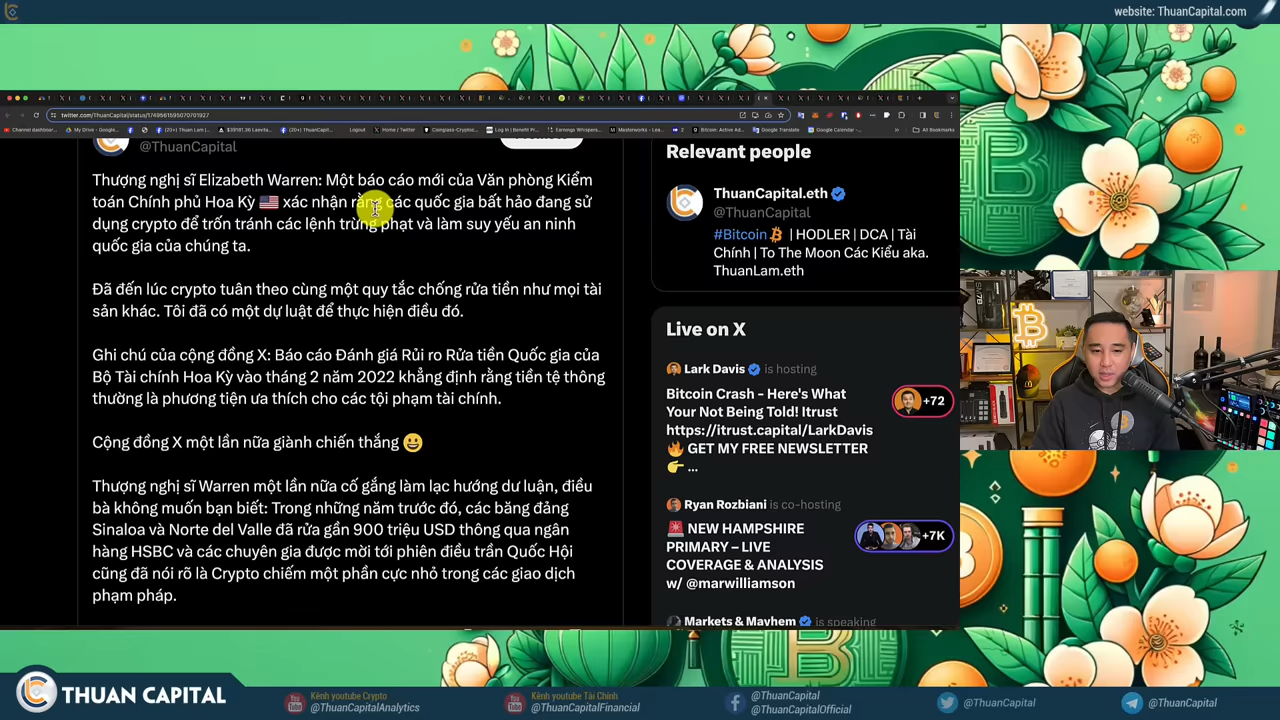 website: ThuanCapital.com
twitter.com/ThuanCapital/status/1749561595070701927
@ThuanCapital
Thượng nghị sĩ Elizabeth Warren: Một báo cáo mới của Văn phòng Kiểm
toán Chính phủ Hoa Kỳ 🇺🇸 xác nhận rằng các quốc gia bất hảo đang sử
dụng crypto để trốn tránh các lệnh trừng phạt và làm suy yếu an ninh
quốc gia của chúng ta.
Đã đến lúc crypto tuân theo cùng một quy tắc chống rửa tiền như mọi tài
sản khác. Tôi đã có một dự luật để thực hiện điều đó.
Ghi chú của cộng đồng X: Báo cáo Đánh giá Rủi ro Rửa tiền Quốc gia của
Bộ Tài chính Hoa Kỳ vào tháng 2 năm 2022 khẳng định rằng tiền tệ thông
thường là phương tiện ưa thích cho các tội phạm tài chính.
Cộng đồng X một lần nữa giành chiến thắng 😀
Thượng nghị sĩ Warren một lần nữa cố gắng làm lạc hướng dư luận, điều
bà không muốn bạn biết: Trong những năm trước đó, các băng đảng
Sinaloa và Norte del Valle đã rửa gần 900 triệu USD thông qua ngân
hàng HSBC và các chuyên gia được mời tới phiên điều trần Quốc Hội
cũng đã nói rõ là Crypto chiếm một phần cực nhỏ trong các giao dịch
phạm pháp.
Relevant people
ThuanCapital.eth
@ThuanCapital
#Bitcoin | HODLER | DCA | Tài
Chính | To The Moon Các Kiểu aka.
ThuanLam.eth
Live on X
Lark Davis is hosting
Bitcoin Crash - Here's What
Your Not Being Told! Itrust
https://itrust.capital/LarkDavis
🔥 GET MY FREE NEWSLETTER
👉 ...
+72
Ryan Rozbiani is co-hosting
🚨 NEW HAMPSHIRE
PRIMARY – LIVE
COVERAGE & ANALYSIS
w/ @marwilliamson
+7K
Markets & Mayhem is speaking
THUAN CAPITAL
Kênh youtube Crypto
@ThuanCapitalAnalytics
Kênh youtube Tài Chính
@ThuanCapitalFinancial
@ThuanCapital
@ThuanCapitalOfficial
@ThuanCapital
@ThuanCapital